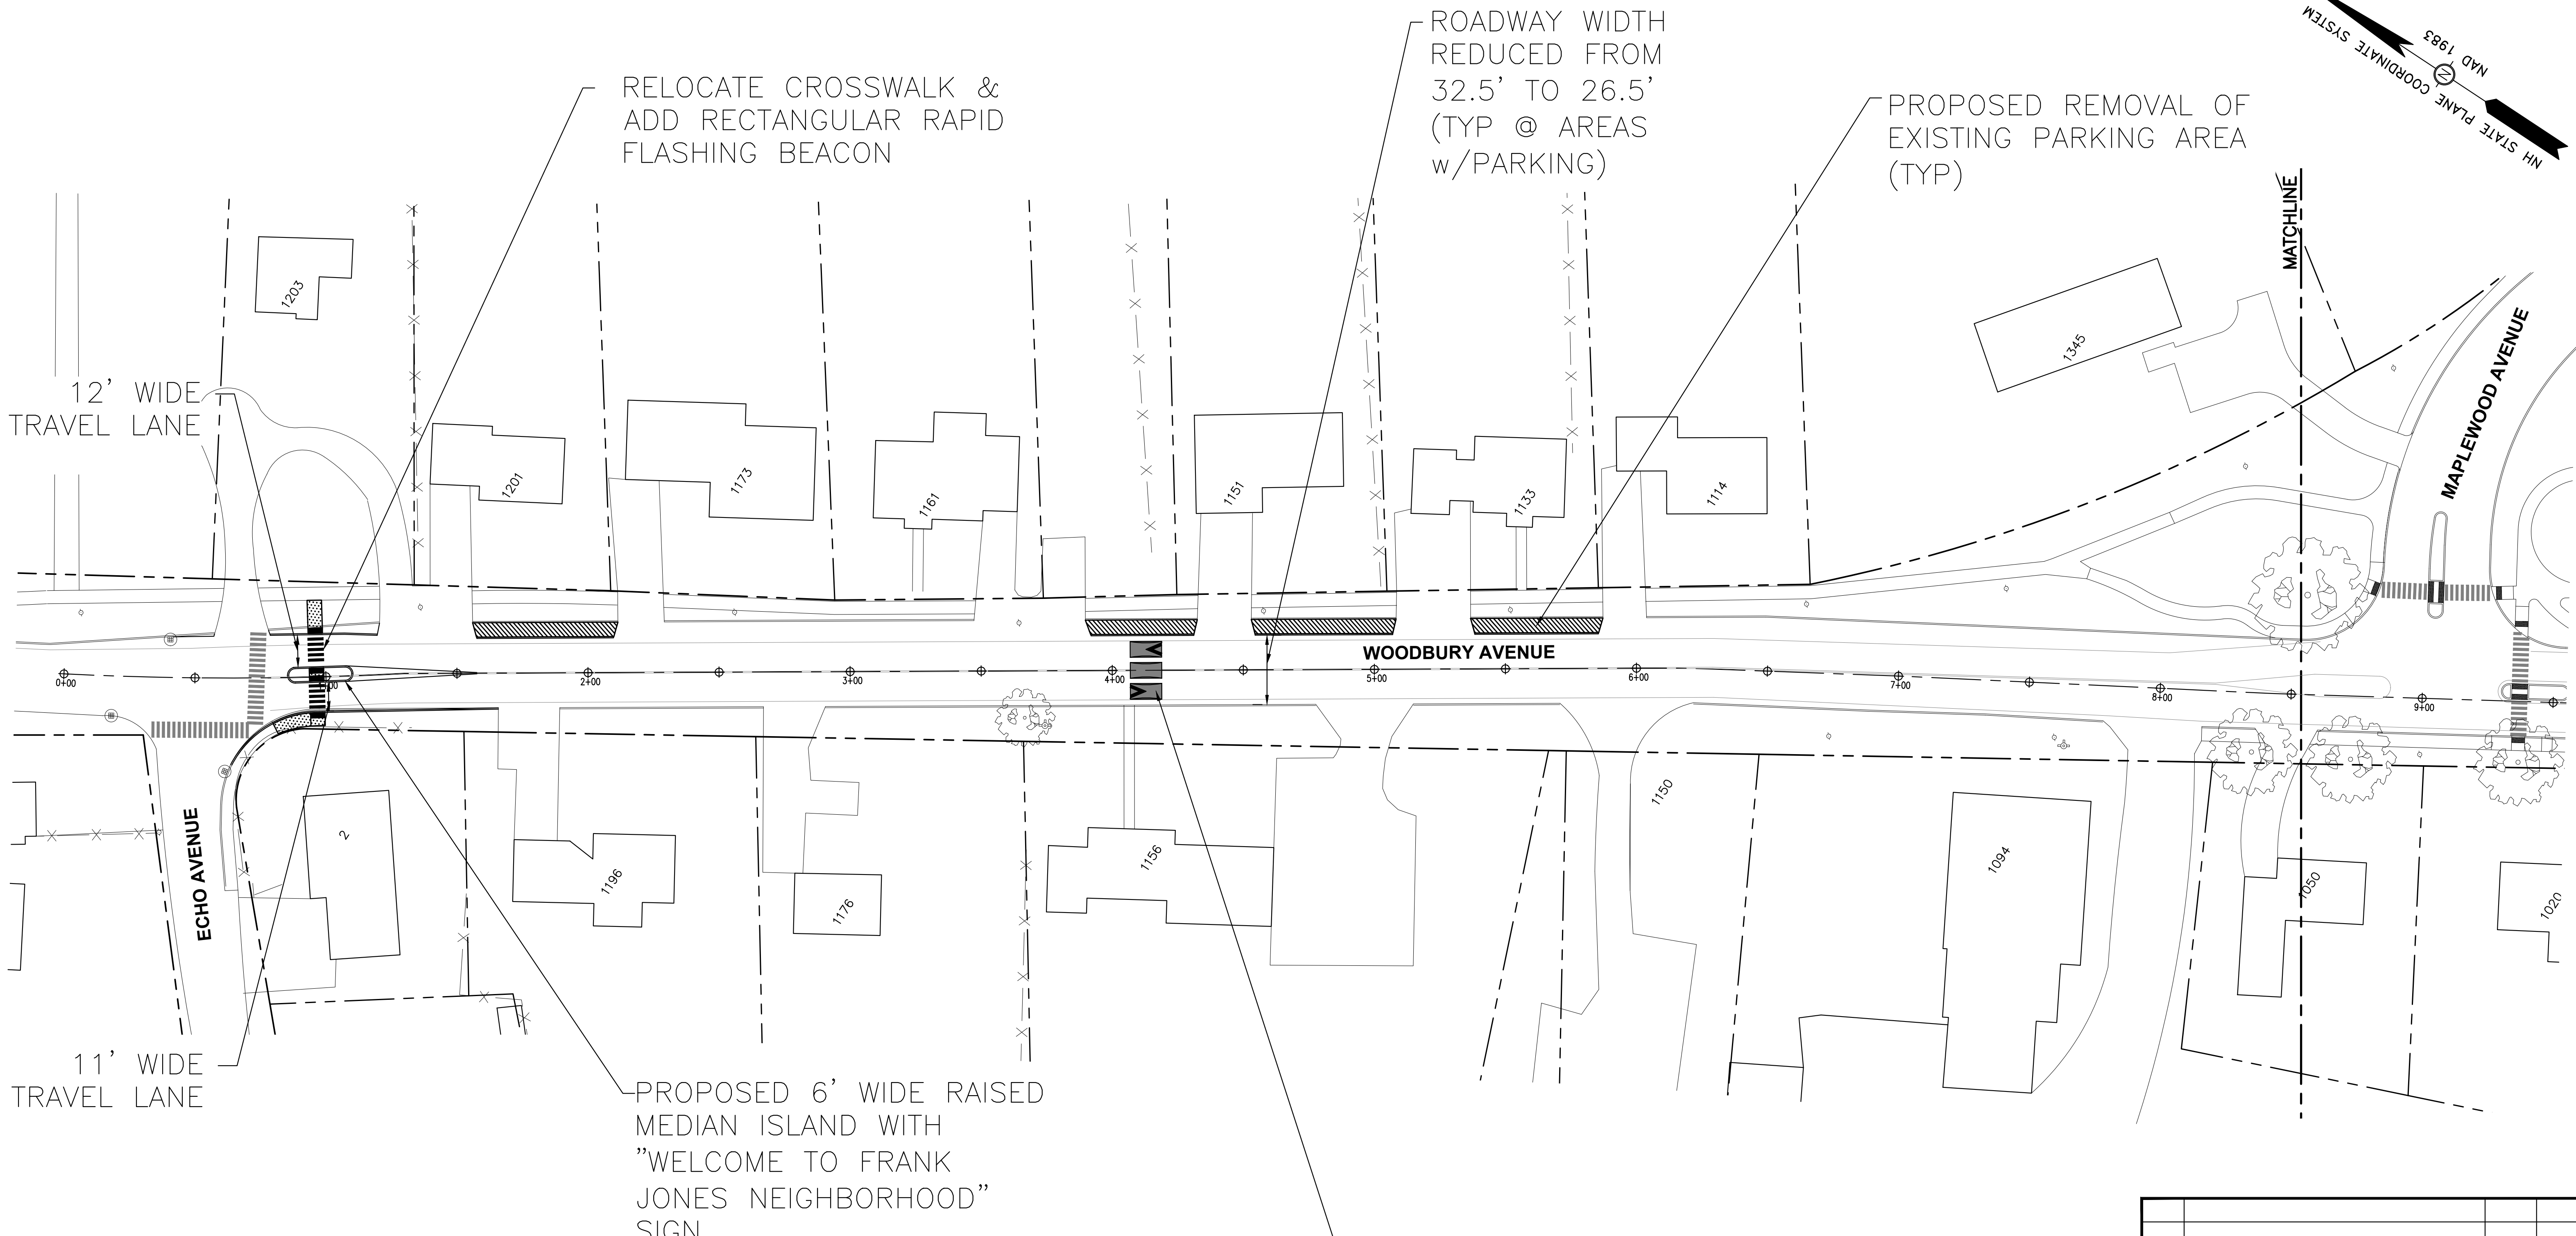 ROADWAY WIDTH
REDUCED FROM
32.5' TO 26.5'
(TYP @ AREAS
w/PARKING)
RELOCATE CROSSWALK &
ADD RECTANGULAR RAPID
FLASHING BEACON
PROPOSED REMOVAL OF
EXISTING PARKING AREA
(TYP)
NH STATE PLANE COORDINATE SYSTEM
NAD 1983
N
MATCHLINE
12' WIDE
TRAVEL LANE
1203
1201
1173
1161
1151
1133
1114
1345
MAPLEWOOD AVENUE
WOODBURY AVENUE
0+00
1+00
2+00
3+00
4+00
5+00
6+00
7+00
8+00
9+00
ECHO AVENUE
2
1196
1176
1156
1150
1094
1050
1020
11' WIDE
TRAVEL LANE
PROPOSED 6' WIDE RAISED
MEDIAN ISLAND WITH
"WELCOME TO FRANK
JONES NEIGHBORHOOD"
SIGN